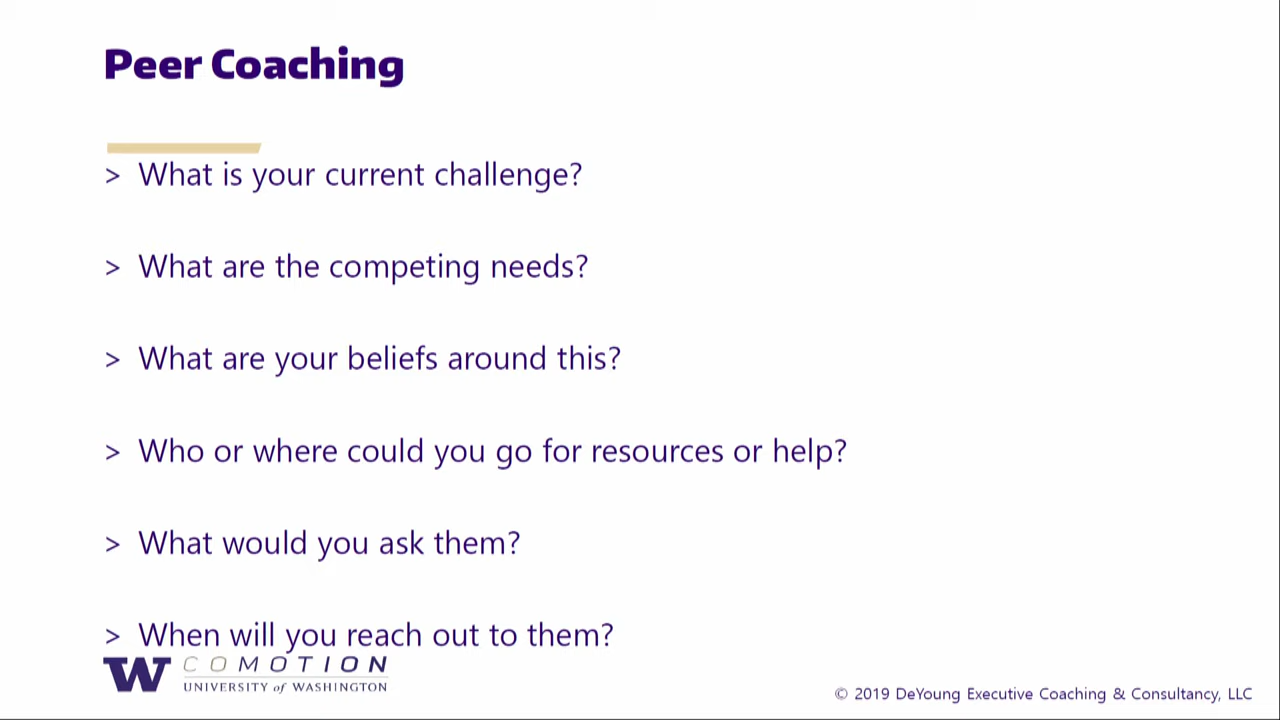 Peer Coaching
> What is your current challenge?
> What are the competing needs?
> What are your beliefs around this?
> Who or where could you go for resources or help?
> What would you ask them?
> When will you reach out to them?
W COMOTION
UNIVERSITY of WASHINGTON
© 2019 DeYoung Executive Coaching & Consultancy, LLC